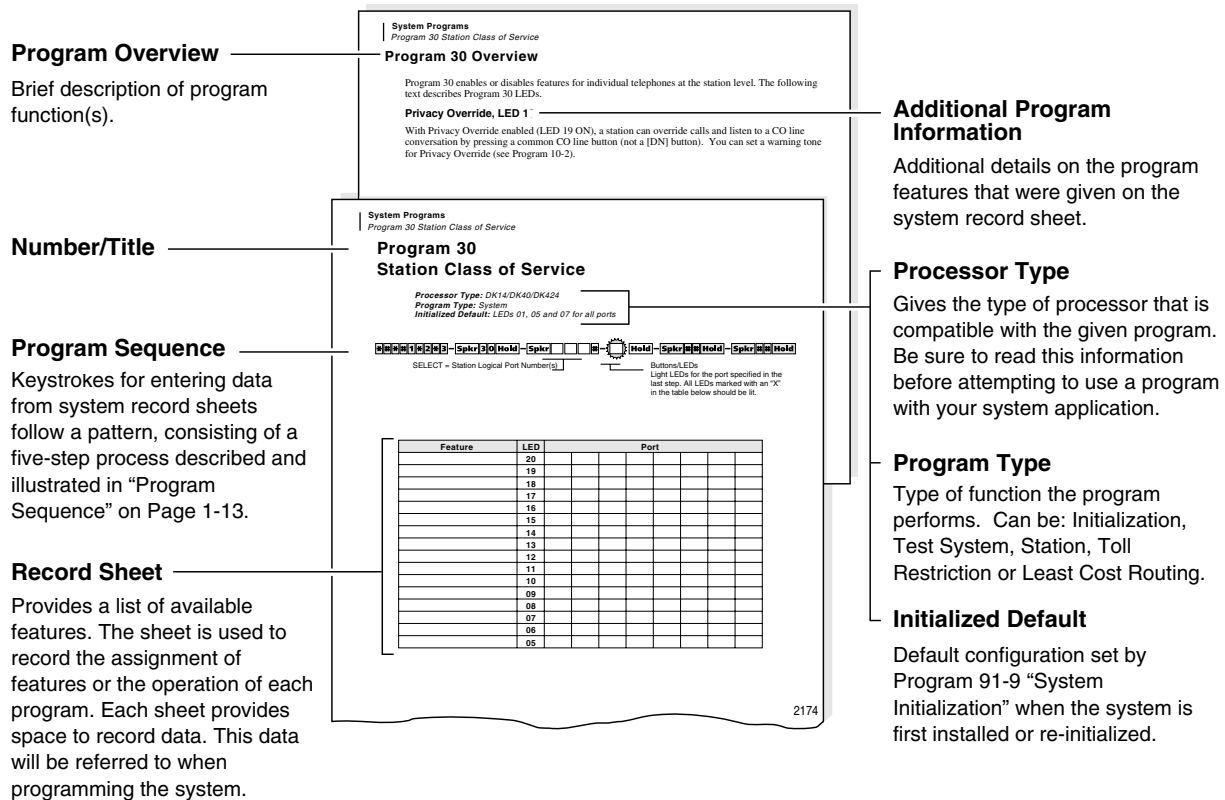 Program Overview
Brief description of program
function(s).
Number/Title
Program Sequence
Keystrokes for entering data
from system record sheets
follow a pattern, consisting of a
five-step process described and
illustrated in “Program
Sequence” on Page 1-13.
Record Sheet
Provides a list of available
features. The sheet is used to
record the assignment of
features or the operation of each
program. Each sheet provides
space to record data. This data
will be referred to when
programming the system.
System Programs
Program 30 Station Class of Service
Program 30 Overview
Program 30 enables or disables features for individual telephones at the station level. The following
text describes Program 30 LEDs.
Privacy Override, LED 1
With Privacy Override enabled (LED 19 ON), a station can override calls and listen to a CO line
conversation by pressing a common CO line button (not a [DN] button).  You can set a warning tone
for Privacy Override (see Program 10-2).
System Programs
Program 30 Station Class of Service
Program 30
Station Class of Service
Processor Type: DK14/DK40/DK424
Program Type: System
Initialized Default: LEDs 01, 05 and 07 for all ports
*#*#1*2*3–Spkr30Hold–Spkr #– Hold–Spkr##Hold–Spkr##Hold
SELECT = Station Logical Port Number(s)
Buttons/LEDs
Light LEDs for the port specified in the
last step. All LEDs marked with an "X"
in the table below should be lit.
Feature LED Port
20
19
18
17
16
15
14
13
12
11
10
09
08
07
06
05
2174
Additional Program
Information
Additional details on the program
features that were given on the
system record sheet.
Processor Type
Gives the type of processor that is
compatible with the given program.
Be sure to read this information
before attempting to use a program
with your system application.
Program Type
Type of function the program
performs.  Can be: Initialization,
Test System, Station, Toll
Restriction or Least Cost Routing.
Initialized Default
Default configuration set by
Program 91-9 “System
Initialization” when the system is
first installed or re-initialized.